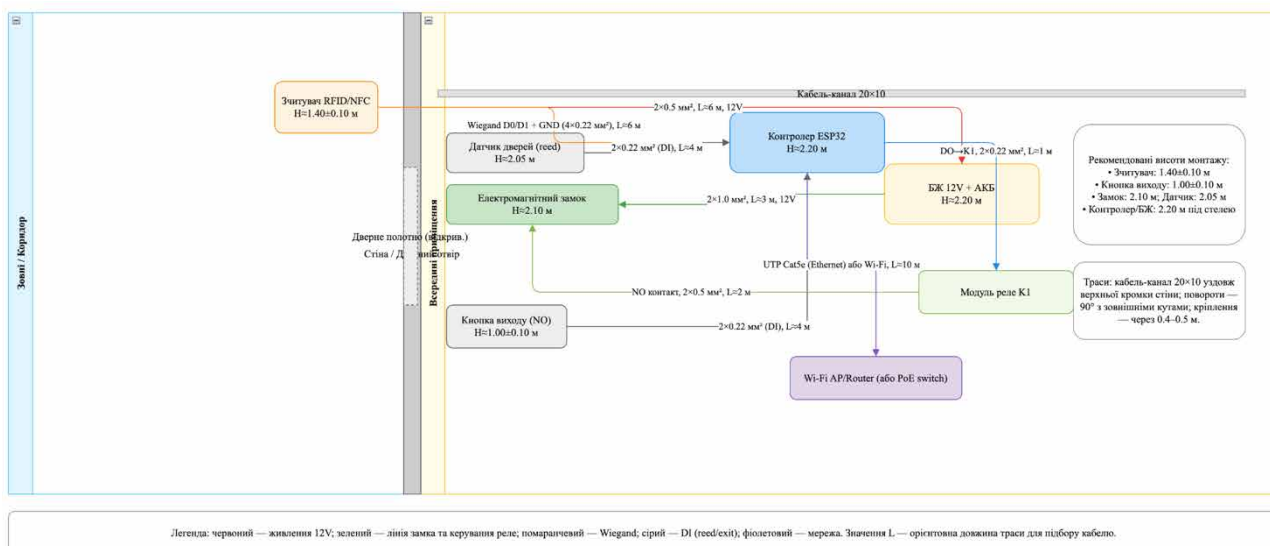 Зовні / Коридор
Всередині приміщення
Зчитувач RFID/NFC
H≈1.40±0.10 м
Кабель-канал 20×10
2×0.5 мм², L≈6 м, 12V
Wiegand D0/D1 + GND (4×0.22 мм²), L≈6 м
Датчик дверей (reed)
H≈2.05 м
2×0.22 мм² (DI), L≈4 м
Контролер ESP32
H≈2.20 м
DO→K1, 2×0.22 мм², L≈1 м
БЖ 12V + АКБ
H≈2.20 м
Електромагнітний замок
H≈2.10 м
2×1.0 мм², L≈3 м, 12V
Рекомендовані висоти монтажу:
• Зчитувач: 1.40±0.10 м
• Кнопка виходу: 1.00±0.10 м
• Замок: 2.10 м; Датчик: 2.05 м
• Контролер/БЖ: 2.20 м під стелею
Дверне полотно (відкрив.)
Стіна / Д
отвір
UTP Cat5e (Ethernet) або Wi-Fi, L≈10 м
NO контакт, 2×0.5 мм², L≈2 м
Модуль реле K1
Траси: кабель-канал 20×10 уздовж
верхньої кромки стіни; повороти —
90° з зовнішніми кутами; кріплення
— через 0.4–0.5 м.
Кнопка виходу (NO)
H≈1.00±0.10 м
2×0.22 мм² (DI), L≈4 м
Wi-Fi AP/Router (або PoE switch)
Легенда: червоний — живлення 12V; зелений — лінія замка та керування реле; помаранчевий — Wiegand; сірий — DI (reed/exit); фіолетовий — мережа. Значення L — орієнтовна довжина траси для підбору кабелю.